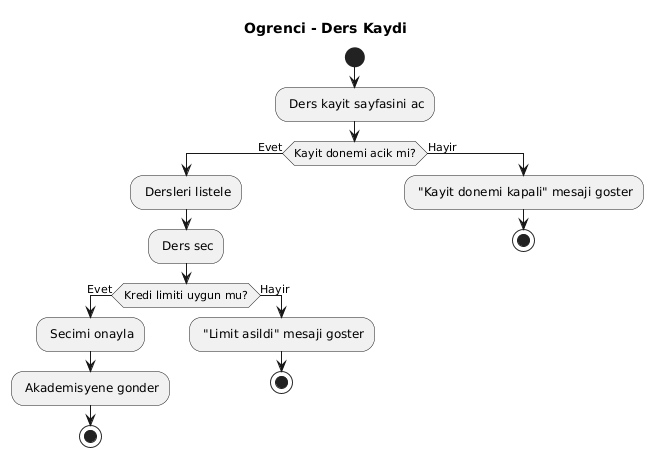 Ogrenci - Ders Kaydi
Ders kayit sayfasini ac
Evet
Kayit donemi acik mi?
Hayir
Dersleri listele
"Kayit donemi kapali" mesaji goster
Ders sec
Evet
Kredi limiti uygun mu?
Hayir
Secimi onayla
"Limit asildi" mesaji goster
Akademisyene gonder